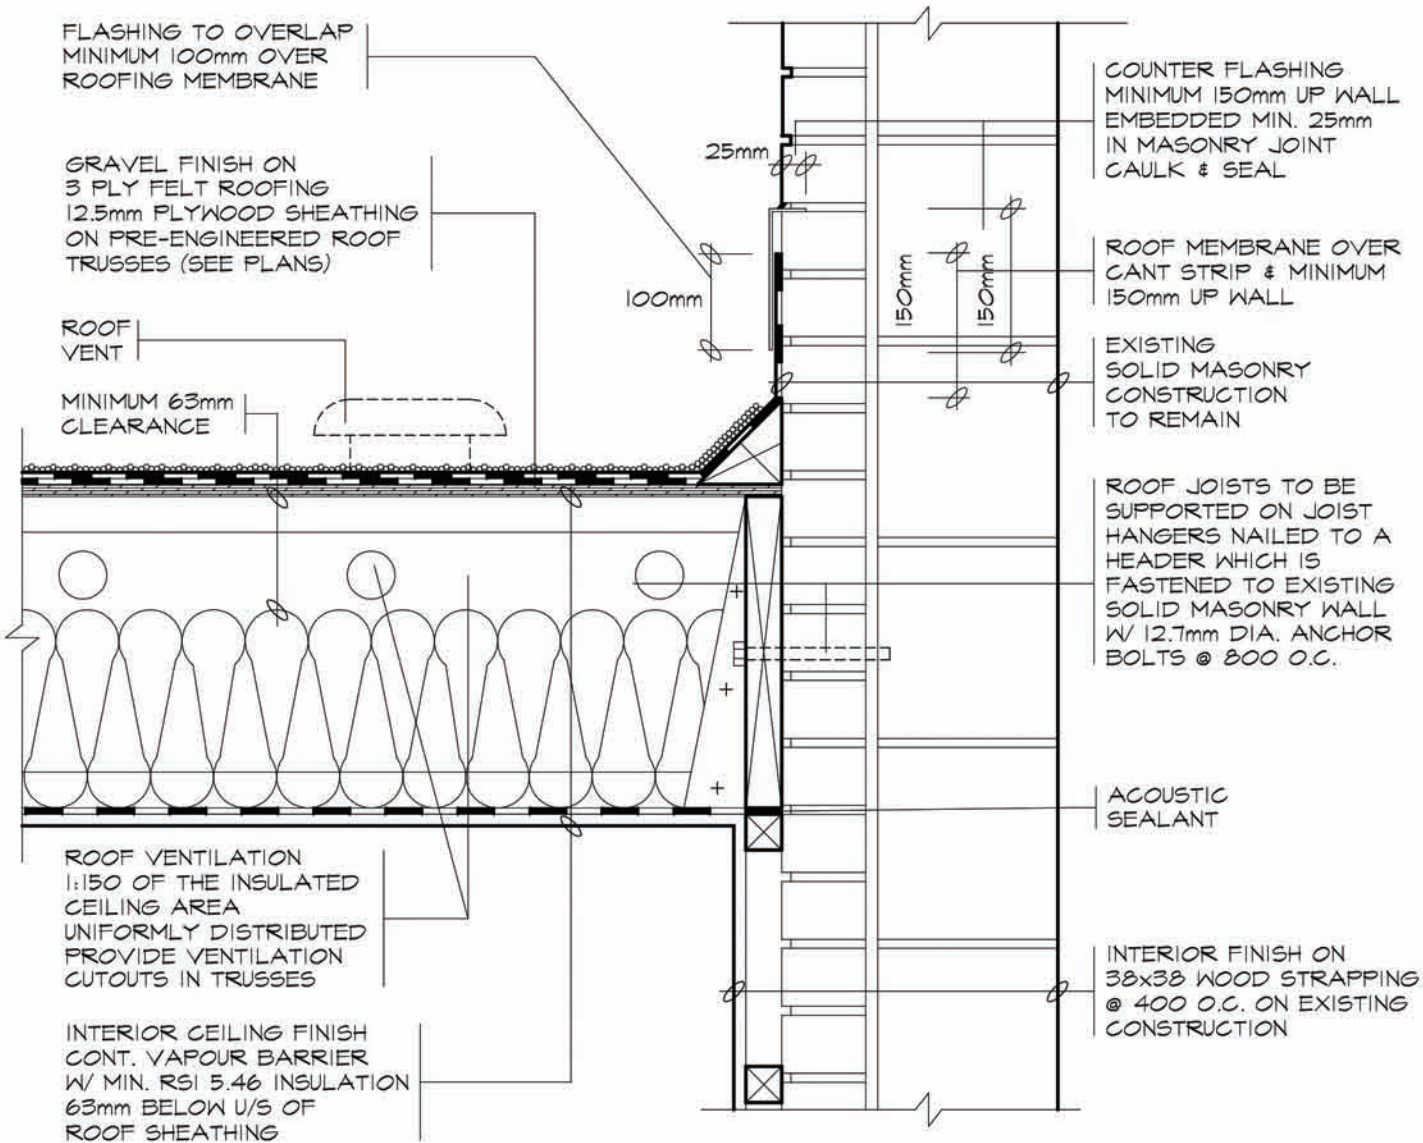 FLASHING TO OVERLAP
MINIMUM 100mm OVER
ROOFING MEMBRANE
GRAVEL FINISH ON
3 PLY FELT ROOFING
12.5mm PLYWOOD SHEATHING
ON PRE-ENGINEERED ROOF
TRUSSES (SEE PLANS)
ROOF
VENT
MINIMUM 63mm
CLEARANCE
25mm
100mm
150mm
150mm
COUNTER FLASHING
MINIMUM 150mm UP WALL
EMBEDDED MIN. 25mm
IN MASONRY JOINT
CAULK & SEAL
ROOF MEMBRANE OVER
CANT STRIP & MINIMUM
150mm UP WALL
EXISTING
SOLID MASONRY
CONSTRUCTION
TO REMAIN
ROOF JOISTS TO BE
SUPPORTED ON JOIST
HANGERS NAILED TO A
HEADER WHICH IS
FASTENED TO EXISTING
SOLID MASONRY WALL
W/ 12.7mm DIA. ANCHOR
BOLTS @ 800 O.C.
ACOUSTIC
SEALANT
ROOF VENTILATION
1:150 OF THE INSULATED
CEILING AREA
UNIFORMLY DISTRIBUTED
PROVIDE VENTILATION
CUTOUTS IN TRUSSES
INTERIOR CEILING FINISH
CONT. VAPOUR BARRIER
W/ MIN. RSI 5.46 INSULATION
63mm BELOW U/S OF
ROOF SHEATHING
INTERIOR FINISH ON
38x38 WOOD STRAPPING
@ 400 O.C. ON EXISTING
CONSTRUCTION